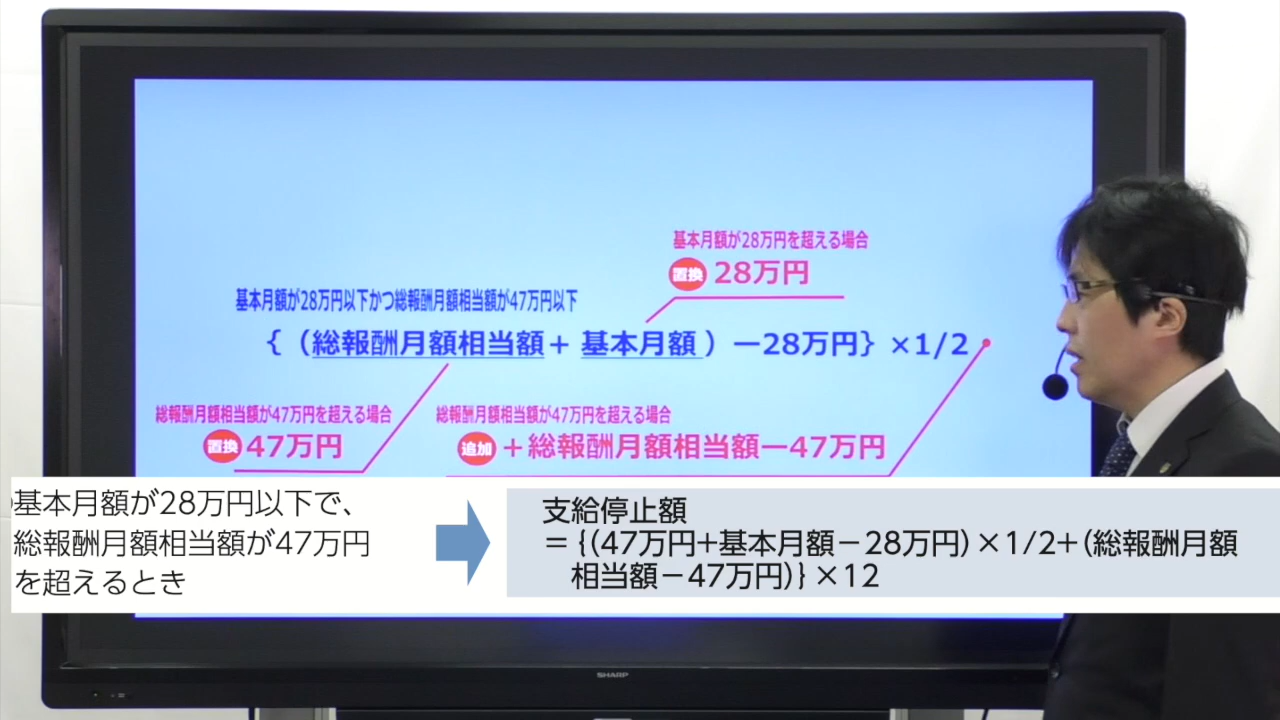 基本月額が28万円を超える場合
置換 28万円
基本月額が28万円以下かつ総報酬月額相当額が47万円以下
{（総報酬月額相当額＋基本月額）－28万円}×1/2
総報酬月額相当額が47万円を超える場合
置換 47万円
総報酬月額相当額が47万円を超える場合
追加 ＋総報酬月額相当額－47万円
基本月額が28万円以下で、
総報酬月額相当額が47万円
を超えるとき
支給停止額
＝{(47万円＋基本月額－28万円)×1/2＋(総報酬月額
相当額－47万円)}×12
SHARP